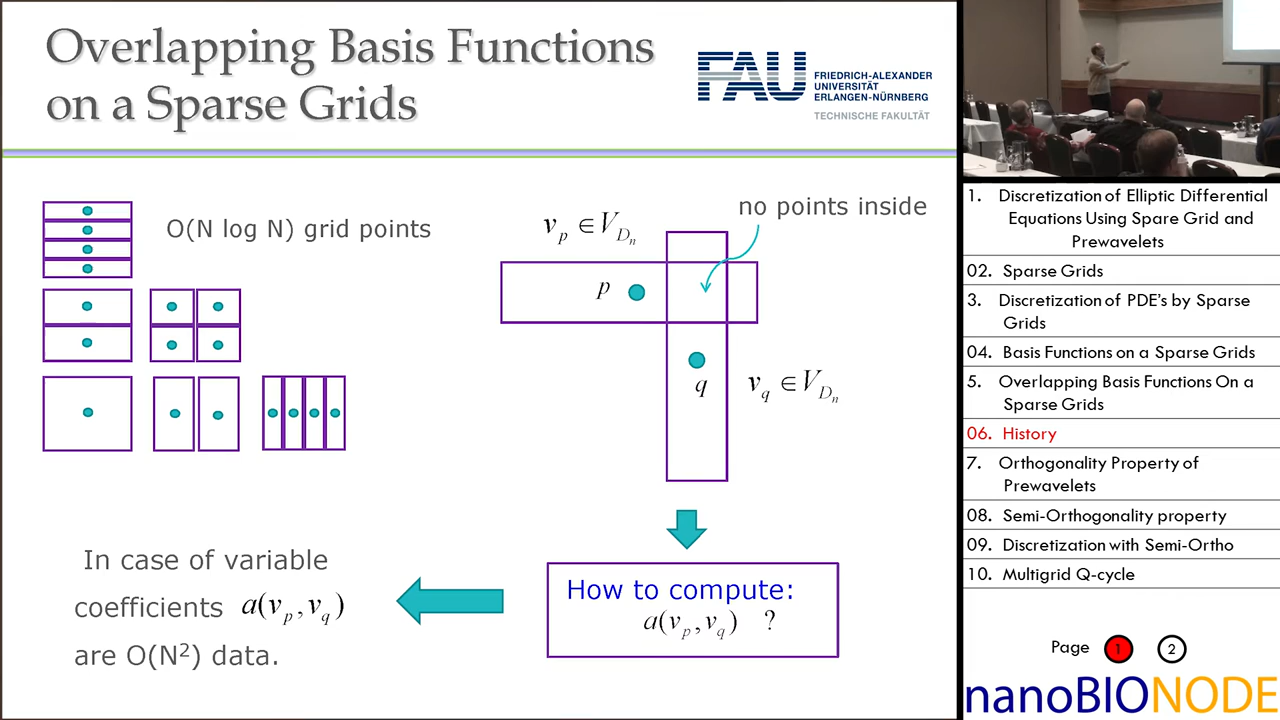 Overlapping Basis Functions
on a Sparse Grids
FAU
FRIEDRICH-ALEXANDER
UNIVERSITÄT
ERLANGEN-NÜRNBERG
TECHNISCHE FAKULTÄT
O(N log N) grid points
no points inside
v_p ∈ V_{D_n}
p
q
v_q ∈ V_{D_n}
How to compute:
a(v_p, v_q) ?
In case of variable
coefficients a(v_p, v_q)
are O(N²) data.
1. Discretization of Elliptic Differential
Equations Using Spare Grid and
Prewavelets
02. Sparse Grids
3. Discretization of PDE's by Sparse
Grids
04. Basis Functions on a Sparse Grids
5. Overlapping Basis Functions On a
Sparse Grids
06. History
7. Orthogonality Property of
Prewavelets
08. Semi-Orthogonality property
09. Discretization with Semi-Ortho
10. Multigrid Q-cycle
Page 1 2
nanoBIONODE